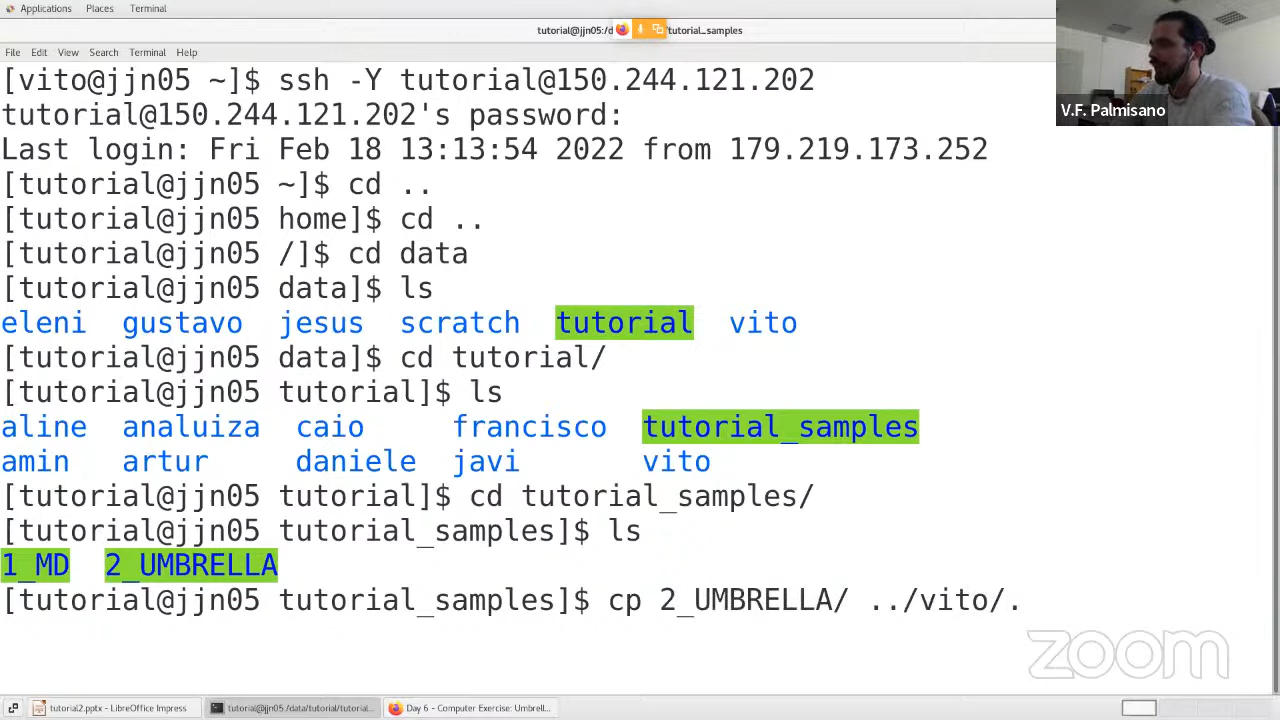 Applications Places Terminal
tutorial@jjn05:/d /tutorial_samples
File Edit View Search Terminal Help
[vito@jjn05 ~]$ ssh -Y tutorial@150.244.121.202
tutorial@150.244.121.202's password:
Last login: Fri Feb 18 13:13:54 2022 from 179.219.173.252
[tutorial@jjn05 ~]$ cd ..
[tutorial@jjn05 home]$ cd ..
[tutorial@jjn05 /]$ cd data
[tutorial@jjn05 data]$ ls
eleni gustavo jesus scratch tutorial vito
[tutorial@jjn05 data]$ cd tutorial/
[tutorial@jjn05 tutorial]$ ls
aline analuiza caio francisco tutorial_samples
amin artur daniele javi vito
[tutorial@jjn05 tutorial]$ cd tutorial_samples/
[tutorial@jjn05 tutorial_samples]$ ls
1_MD 2_UMBRELLA
[tutorial@jjn05 tutorial_samples]$ cp 2_UMBRELLA/ ../vito/.
V.F. Palmisano
zoom
tutorial2.pptx - LibreOffice Impress
tutorial@jjn05:/data/tutorial/tutorial...
Day 6 - Computer Exercise: Umbrell...